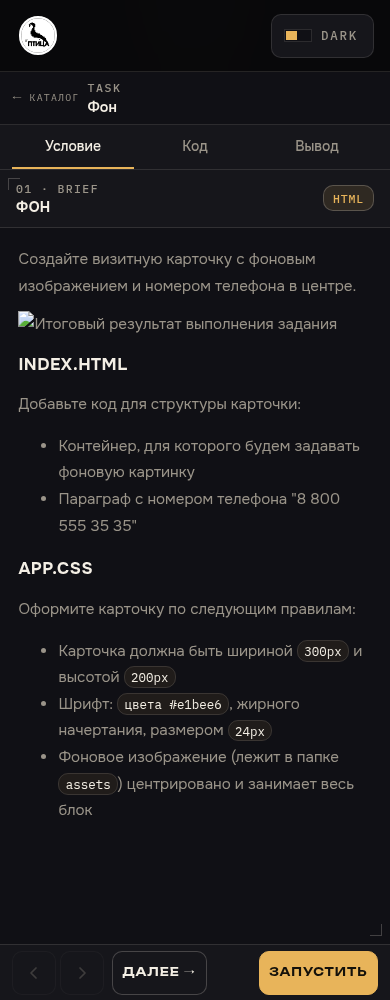 ПТИЦА
DARK
← КАТАЛОГ
TASK
Фон
Условие
Код
Вывод
01 · BRIEF
ФОН
HTML
Создайте визитную карточку с фоновым
изображением и номером телефона в центре.
Итоговый результат выполнения задания
INDEX.HTML
Добавьте код для структуры карточки:
• Контейнер, для которого будем задавать
фоновую картинку
• Параграф с номером телефона "8 800
555 35 35"
APP.CSS
Оформите карточку по следующим правилам:
• Карточка должна быть шириной 300px и
высотой 200px
• Шрифт: цвета #e1bee6, жирного
начертания, размером 24px
• Фоновое изображение (лежит в папке
assets) центрировано и занимает весь
блок
ДАЛЕЕ →
ЗАПУСТИТЬ